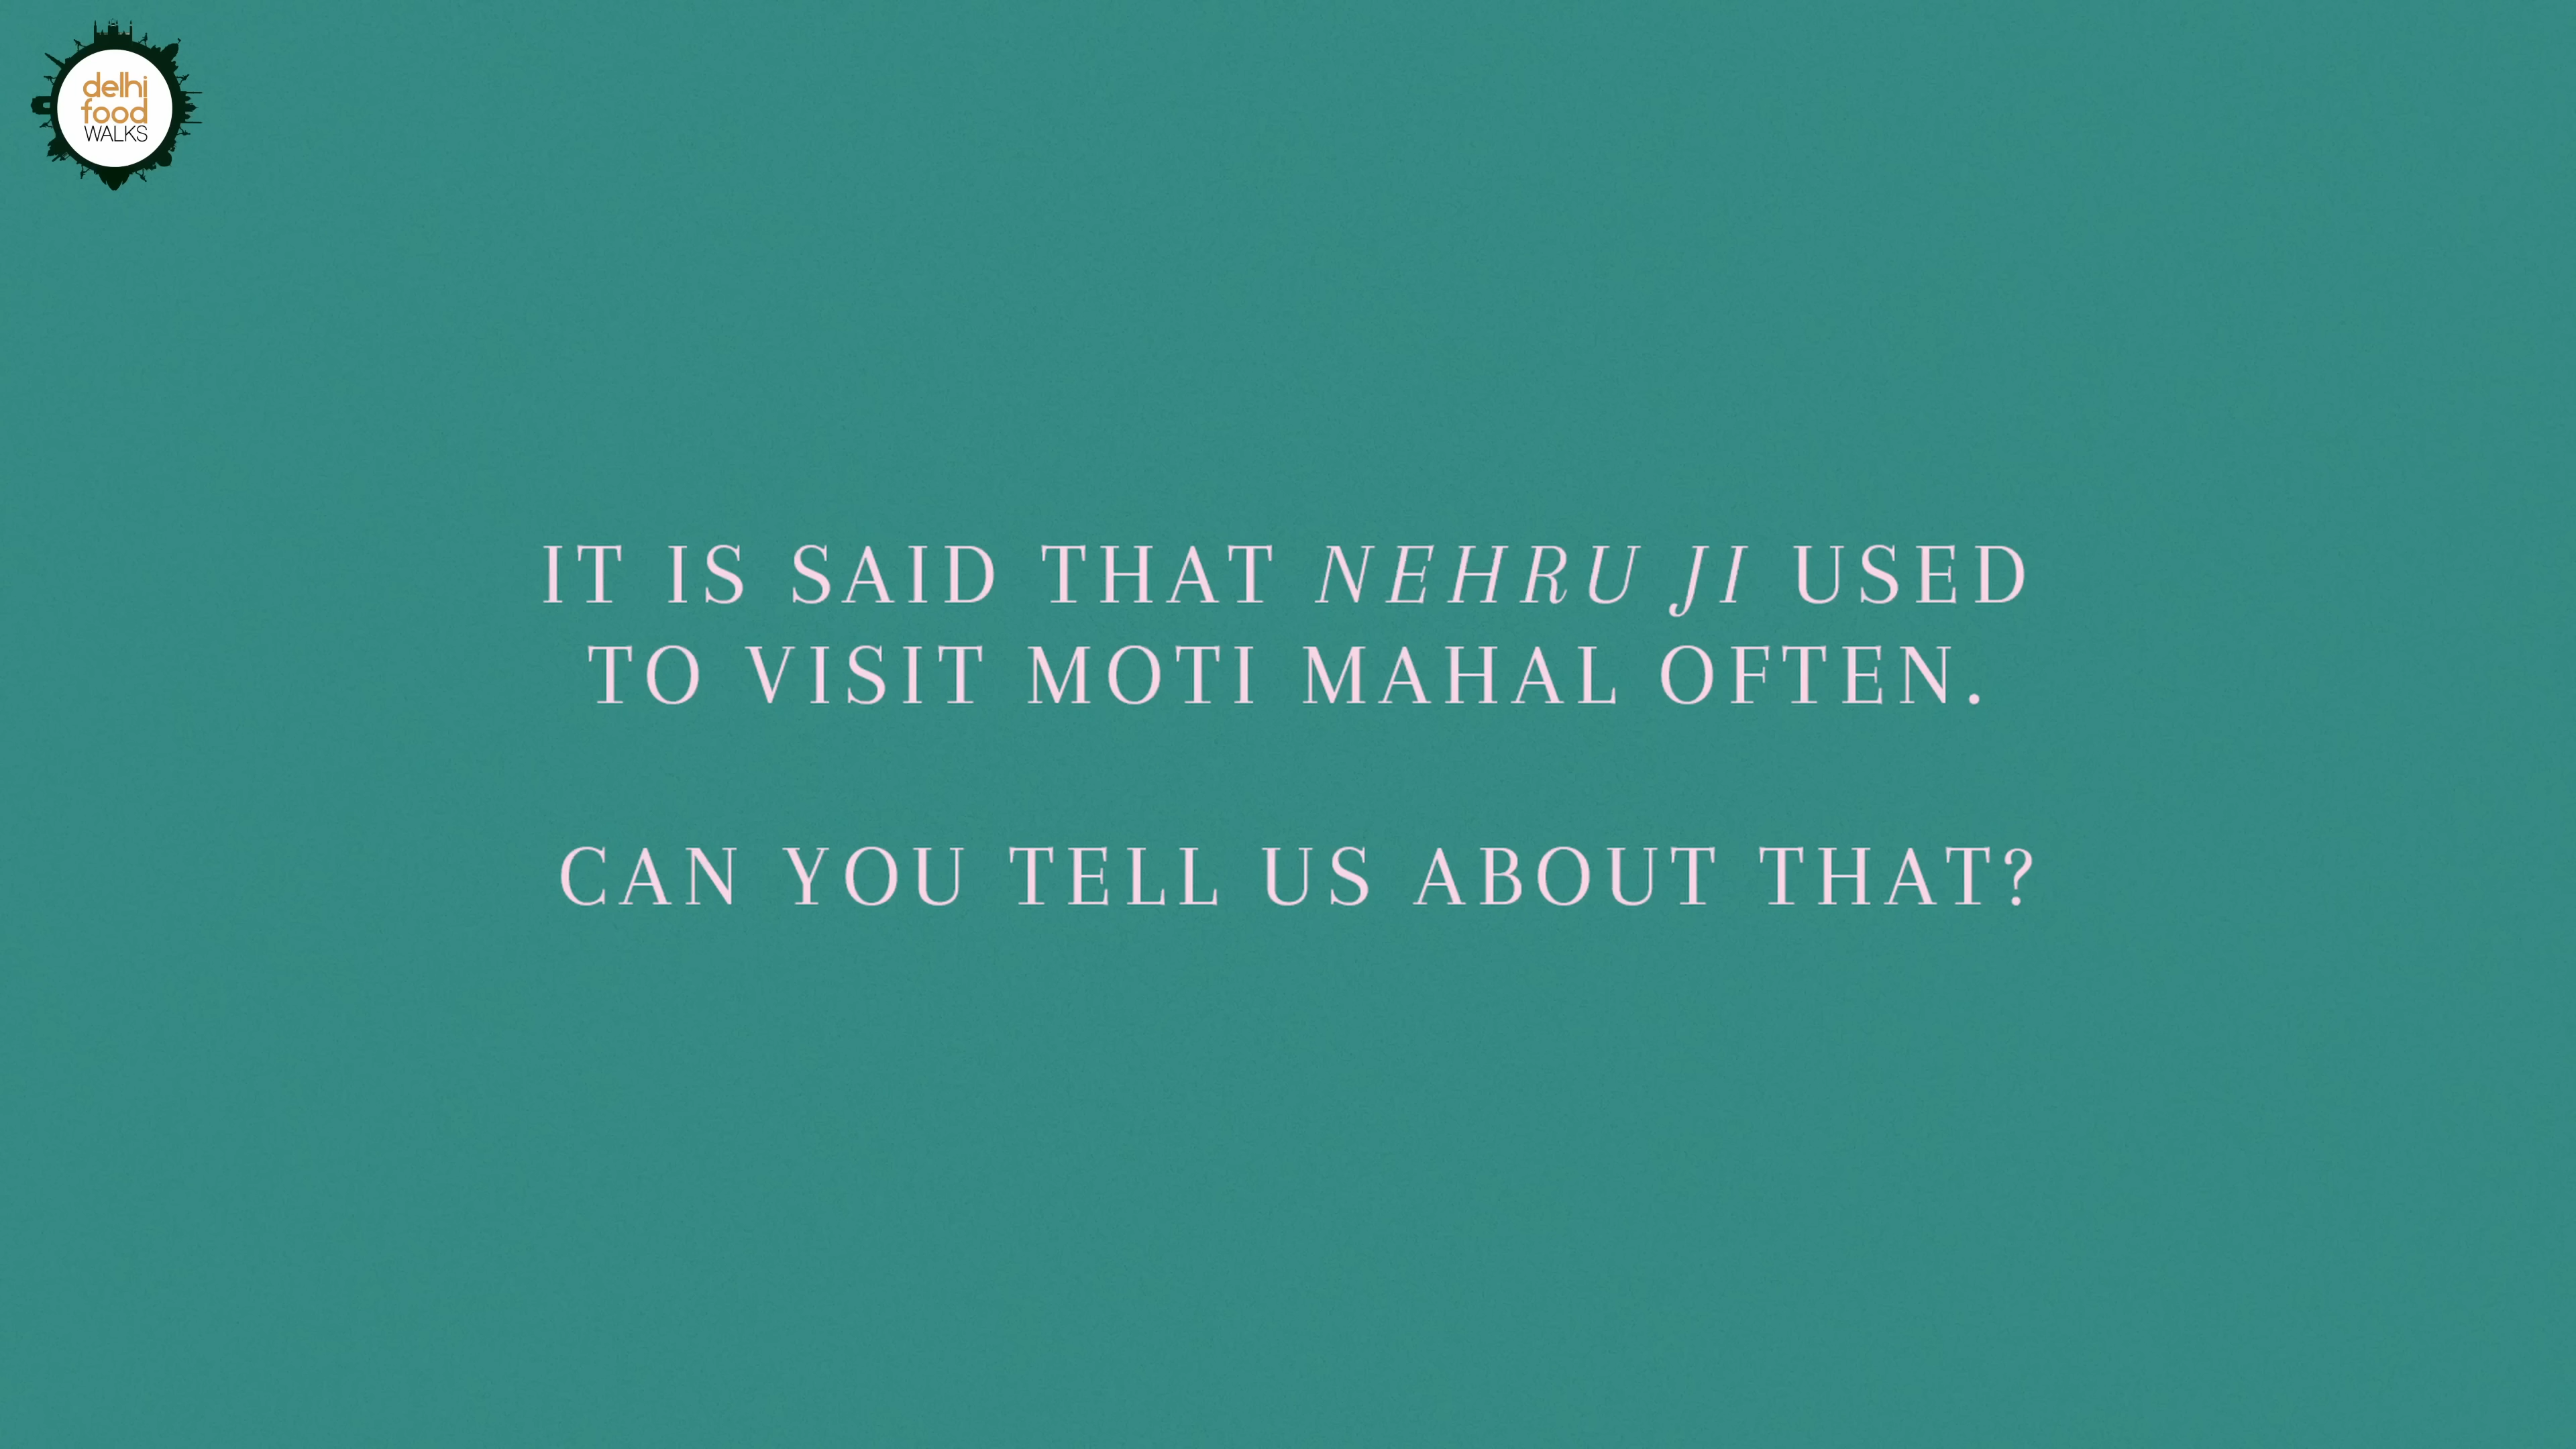 delhi
food
WALKS
IT IS SAID THAT NEHRU JI USED
TO VISIT MOTI MAHAL OFTEN.
CAN YOU TELL US ABOUT THAT?